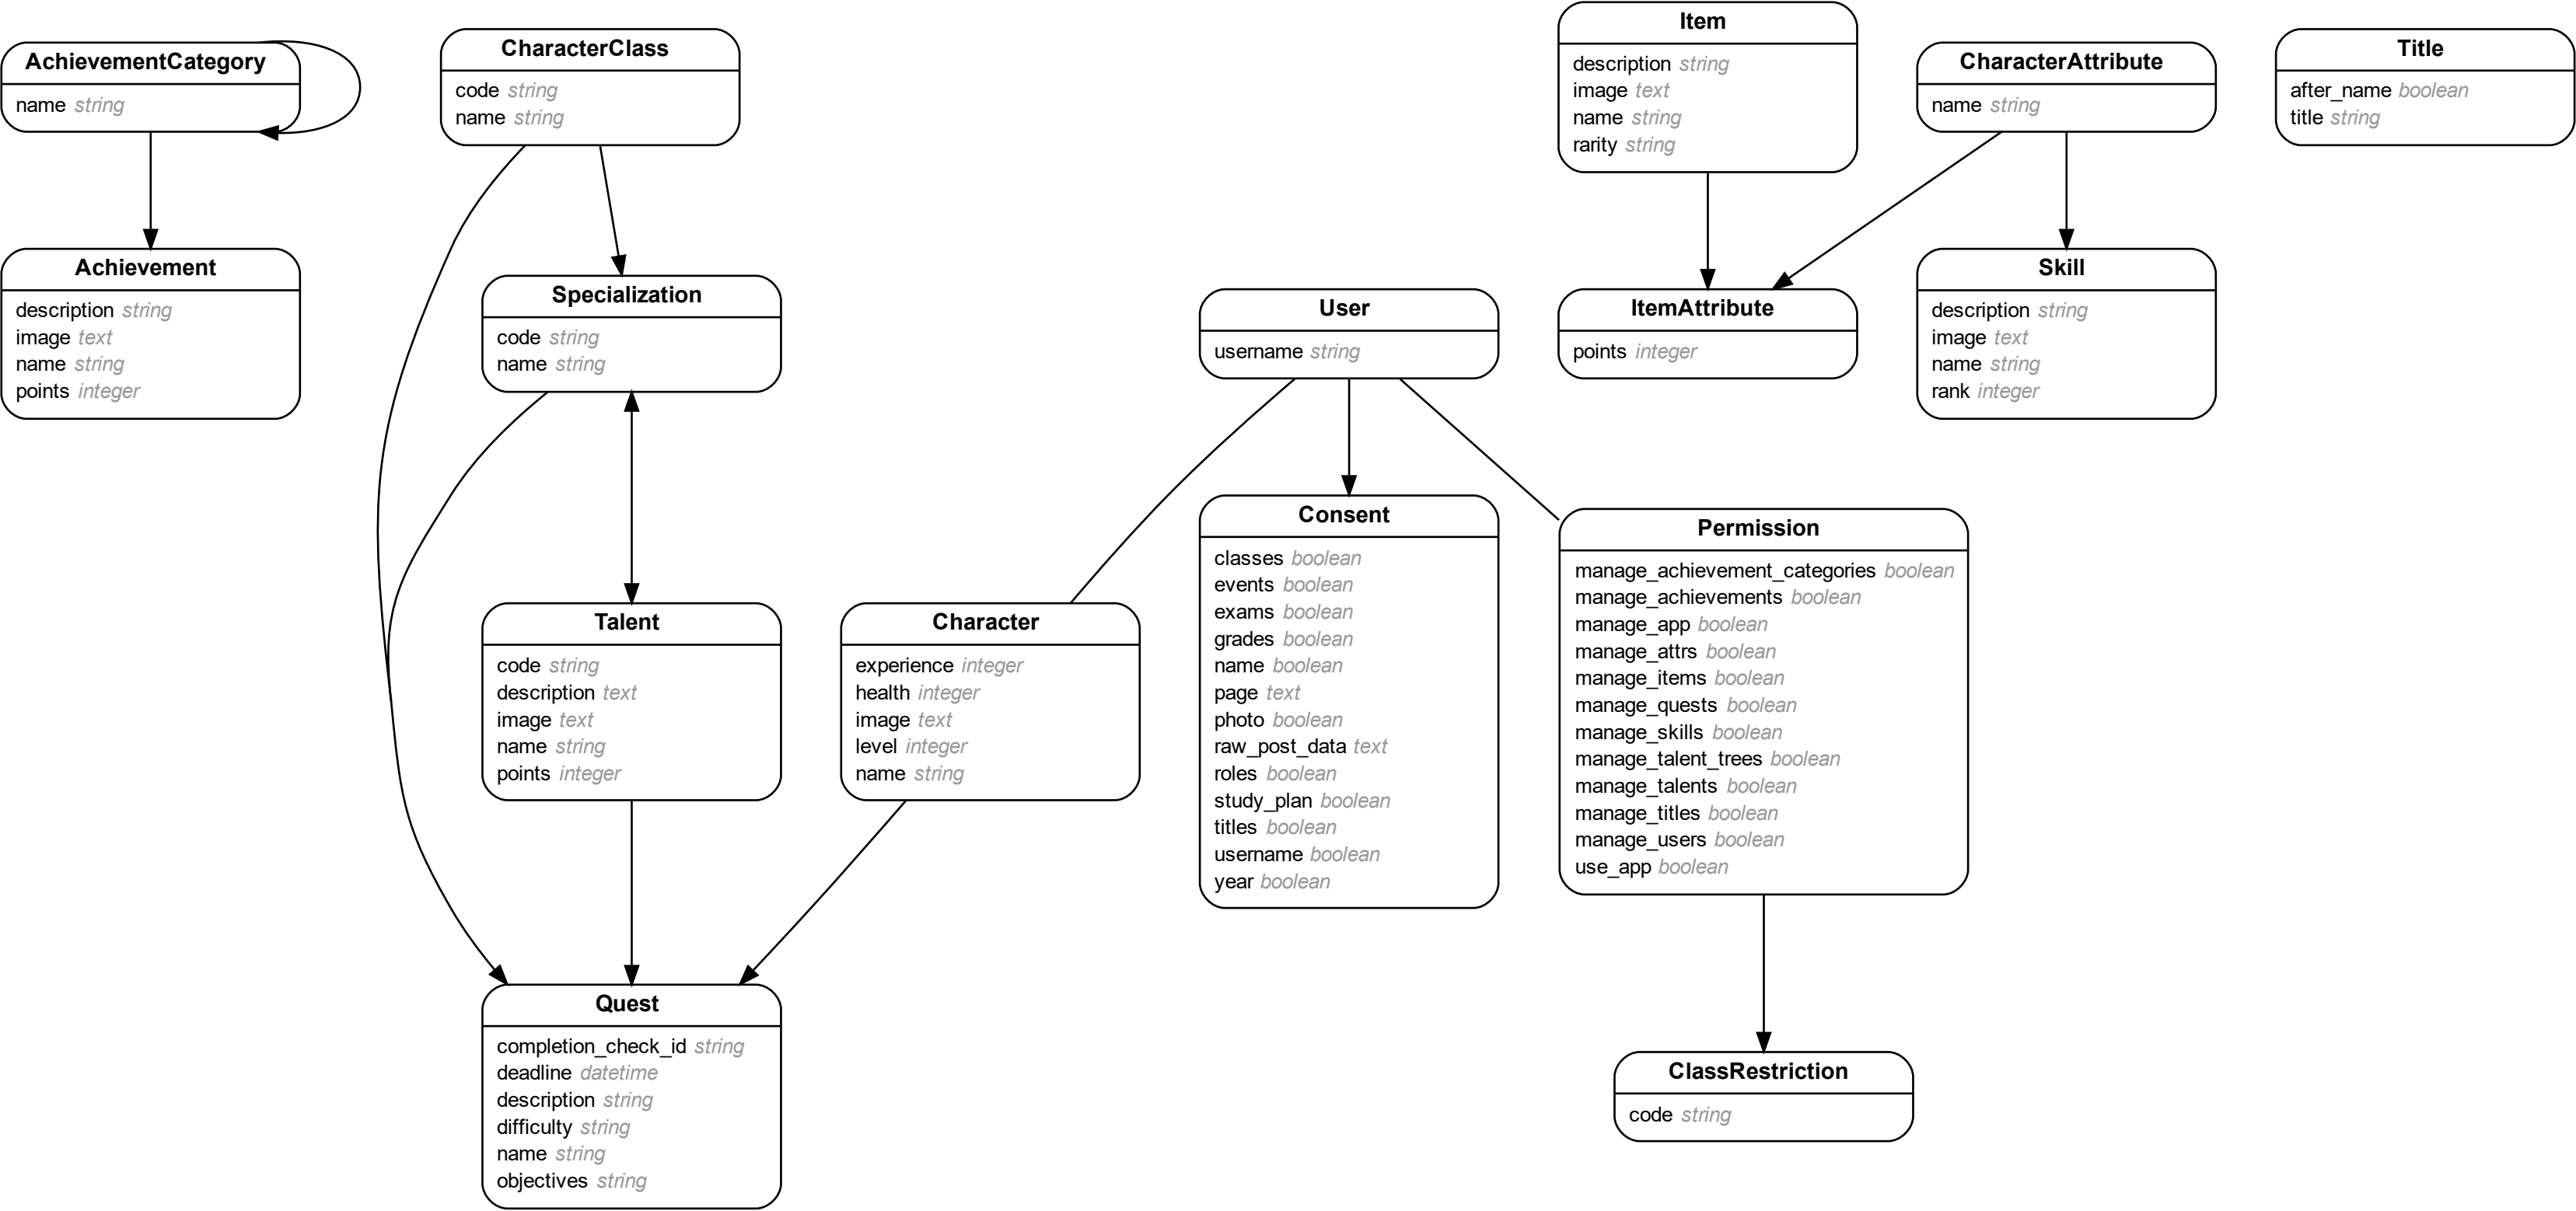 AchievementCategory
name string
Achievement
description string
image text
name string
points integer
CharacterClass
code string
name string
Specialization
code string
name string
Talent
code string
description text
image text
name string
points integer
Quest
completion_check_id string
deadline datetime
description string
difficulty string
name string
objectives string
Character
experience integer
health integer
image text
level integer
name string
User
username string
Consent
classes boolean
events boolean
exams boolean
grades boolean
name boolean
page text
photo boolean
raw_post_data text
roles boolean
study_plan boolean
titles boolean
username boolean
year boolean
Item
description string
image text
name string
rarity string
ItemAttribute
points integer
Permission
manage_achievement_categories boolean
manage_achievements boolean
manage_app boolean
manage_attrs boolean
manage_items boolean
manage_quests boolean
manage_skills boolean
manage_talent_trees boolean
manage_talents boolean
manage_titles boolean
manage_users boolean
use_app boolean
ClassRestriction
code string
CharacterAttribute
name string
Skill
description string
image text
name string
rank integer
Title
after_name boolean
title string